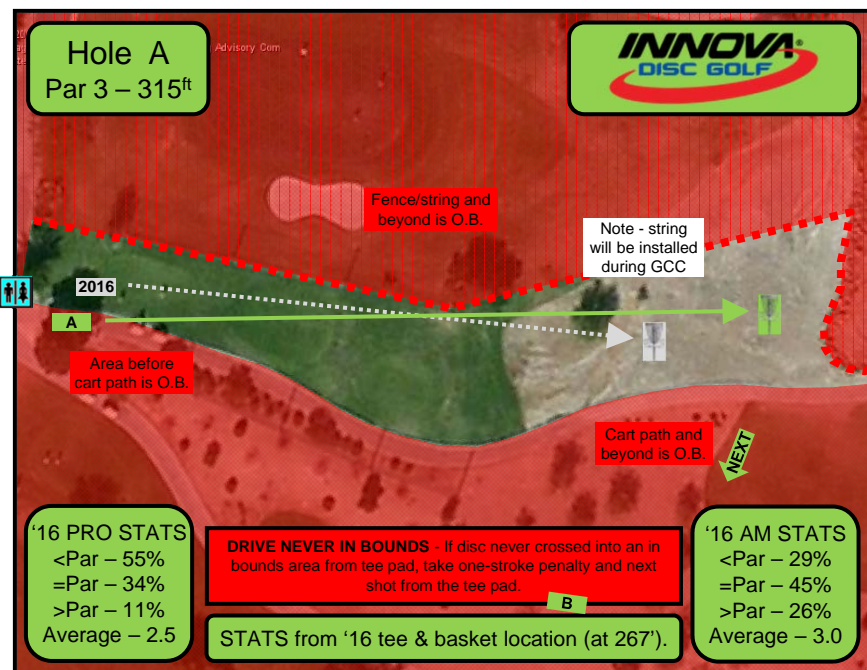 Hole A
Par 3 – 315ft
Advisory Com
INNOVA®
DISC GOLF
Fence/string and
beyond is O.B.
Note - string
will be installed
during GCC
2016
A
Area before
cart path is O.B.
Cart path and
beyond is O.B.
NEXT
‘16 PRO STATS
<Par – 55%
=Par – 34%
>Par – 11%
Average – 2.5
DRIVE NEVER IN BOUNDS - If disc never crossed into an in
bounds area from tee pad, take one-stroke penalty and next
shot from the tee pad.
B
STATS from ‘16 tee & basket location (at 267’).
‘16 AM STATS
<Par – 29%
=Par – 45%
>Par – 26%
Average – 3.0